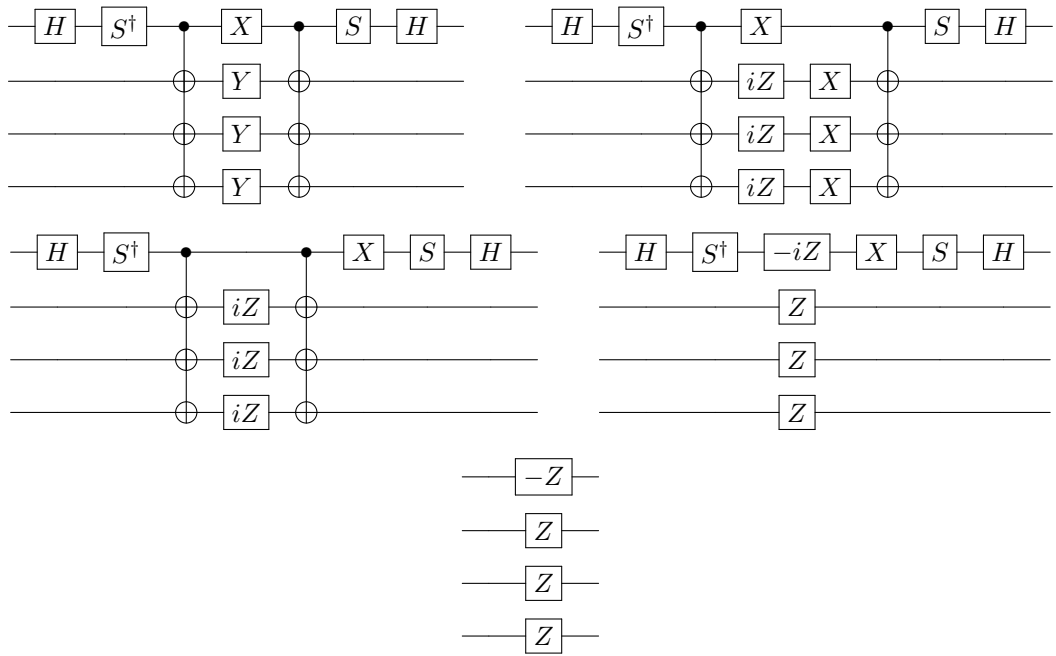 H S† X S H H S† X S H
Y iZ X
Y iZ X
Y iZ X
H S† X S H H S† −iZ X S H
iZ Z
iZ Z
iZ Z
−Z
Z
Z
Z